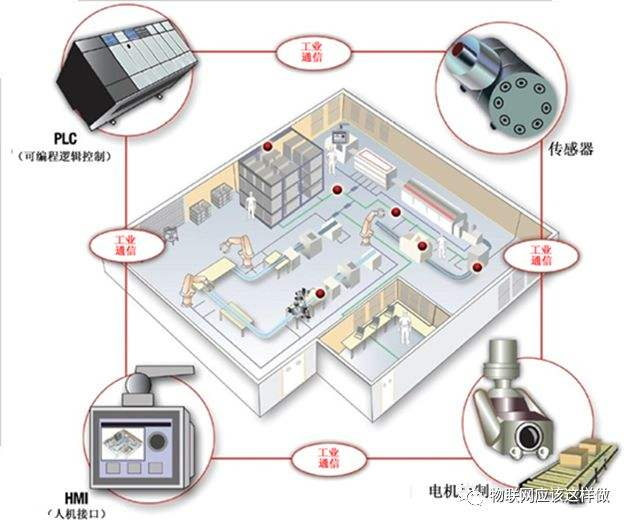 工业
通信
PLC
（可编程逻辑控制）
传感器
工业
通信
工业
通信
HMI
（人机接口）
工业
通信
电机
制
物联网应该这样做